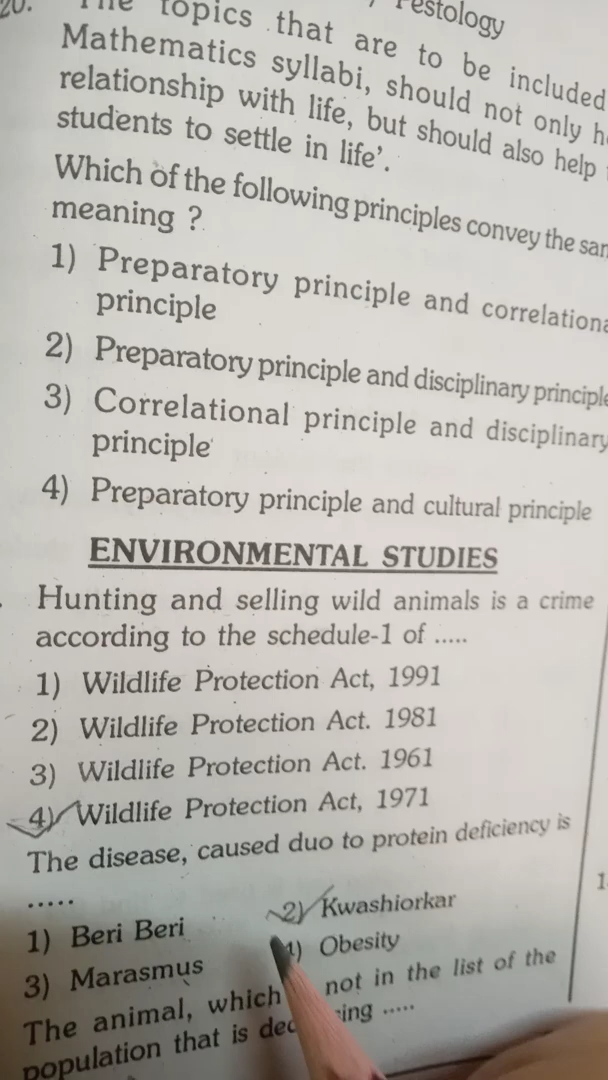 20. The topics that are to be included
Mathematics syllabi, should not only
relationship with life, but should also help
students to settle in life'.
Which of the following principles convey the
meaning ?
1) Preparatory principle and
principle
2) Preparatory principle and disciplinary
3) Correlational principle and disciplinary
principle
4) Preparatory principle and cultural principle
ENVIRONMENTAL STUDIES
Hunting and selling wild animals is a crime
according to the schedule-1 of .....
1) Wildlife Protection Act, 1991
2) Wildlife Protection Act. 1981
3) Wildlife Protection Act. 1961
4) Wildlife Protection Act, 1971
The disease, caused duo to protein deficiency is
.....
1) Beri Beri 2) Kwashiorkar
3) Marasmus 4) Obesity
The animal, which not in the list of the
population that is .....